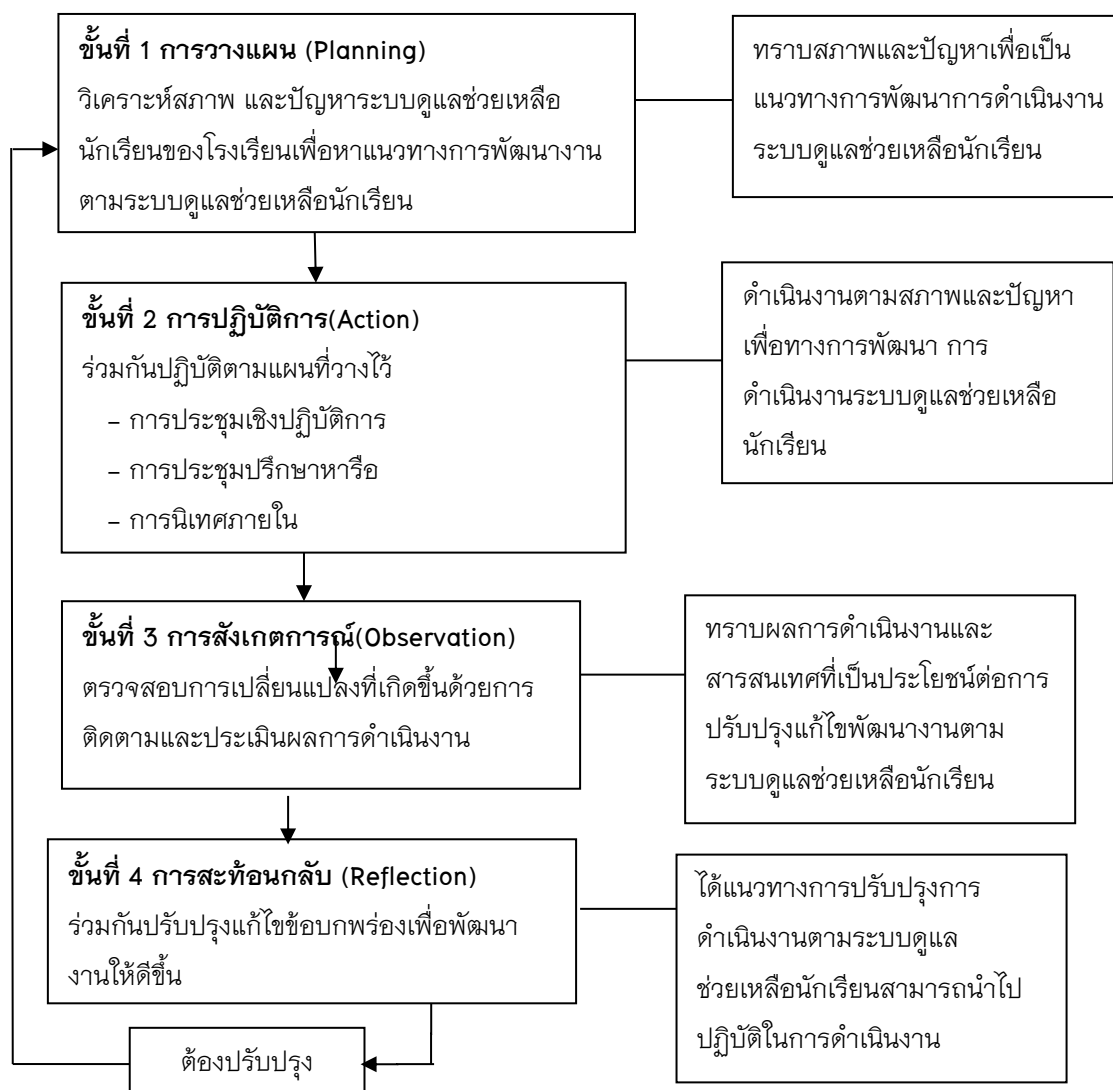 ขั้นที่ 1 การวางแผน (Planning)
วิเคราะห์สภาพ และปัญหาระบบดูแลช่วยเหลือ
นักเรียนของโรงเรียนเพื่อหาแนวทางการพัฒนางาน
ตามระบบดูแลช่วยเหลือนักเรียน
ทราบสภาพและปัญหาเพื่อเป็น
แนวทางการพัฒนาการดำเนินงาน
ระบบดูแลช่วยเหลือนักเรียน
ขั้นที่ 2 การปฏิบัติการ(Action)
ร่วมกันปฏิบัติตามแผนที่วางไว้
– การประชุมเชิงปฏิบัติการ
– การประชุมปรึกษาหารือ
– การนิเทศภายใน
ดำเนินงานตามสภาพและปัญหา
เพื่อทางการพัฒนา การ
ดำเนินงานระบบดูแลช่วยเหลือ
นักเรียน
ขั้นที่ 3 การสังเกตการณ์(Observation)
ตรวจสอบการเปลี่ยนแปลงที่เกิดขึ้นด้วยการ
ติดตามและประเมินผลการดำเนินงาน
ทราบผลการดำเนินงานและ
สารสนเทศที่เป็นประโยชน์ต่อการ
ปรับปรุงแก้ไขพัฒนางานตาม
ระบบดูแลช่วยเหลือนักเรียน
ขั้นที่ 4 การสะท้อนกลับ (Reflection)
ร่วมกันปรับปรุงแก้ไขข้อบกพร่องเพื่อพัฒนา
งานให้ดีขึ้น
ได้แนวทางการปรับปรุงการ
ดำเนินงานตามระบบดูแล
ช่วยเหลือนักเรียนสามารถนำไป
ปฏิบัติในการดำเนินงาน
ต้องปรับปรุง